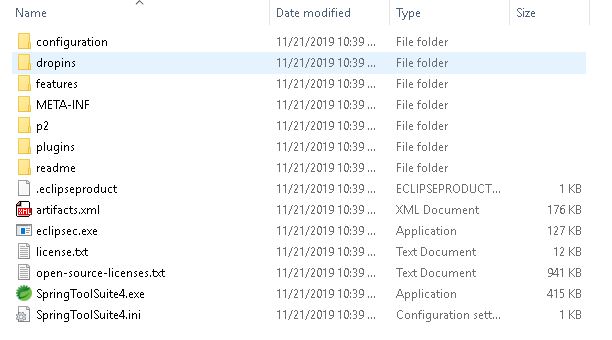 Name Date modified Type Size
configuration 11/21/2019 10:39 ... File folder
dropins 11/21/2019 10:39 ... File folder
features 11/21/2019 10:39 ... File folder
META-INF 11/21/2019 10:39 ... File folder
p2 11/21/2019 10:39 ... File folder
plugins 11/21/2019 10:39 ... File folder
readme 11/21/2019 10:39 ... File folder
.eclipseproduct 11/21/2019 10:39 ... ECLIPSEPRODUCT... 1 KB
artifacts.xml 11/21/2019 10:39 ... XML Document 176 KB
eclipsec.exe 11/21/2019 10:39 ... Application 127 KB
license.txt 11/21/2019 10:39 ... Text Document 12 KB
open-source-licenses.txt 11/21/2019 10:39 ... Text Document 941 KB
SpringToolSuite4.exe 11/21/2019 10:39 ... Application 415 KB
SpringToolSuite4.ini 11/21/2019 10:39 ... Configuration sett... 1 KB